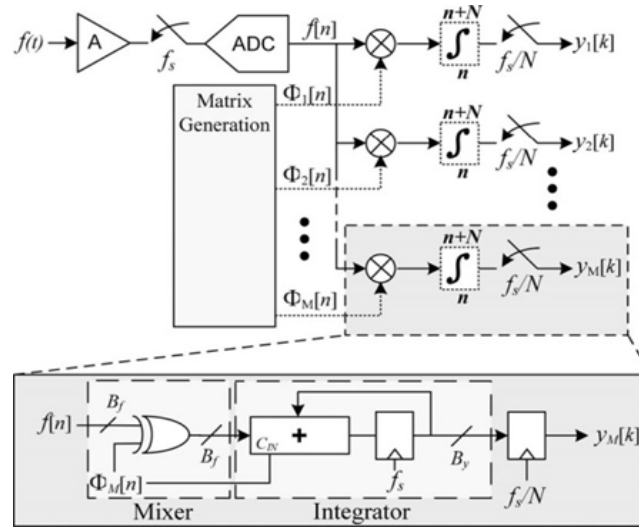 f(t) A f_s ADC f[n] n+N ∫ n f_s/N y_1[k]
Matrix Generation
Φ_1[n]
Φ_2[n] n+N ∫ n f_s/N y_2[k]
Φ_M[n] n+N ∫ n f_s/N y_M[k]
f[n] B_f B_f C_IN + f_s B_y f_s/N y_M[k]
Φ_M[n]
Mixer Integrator